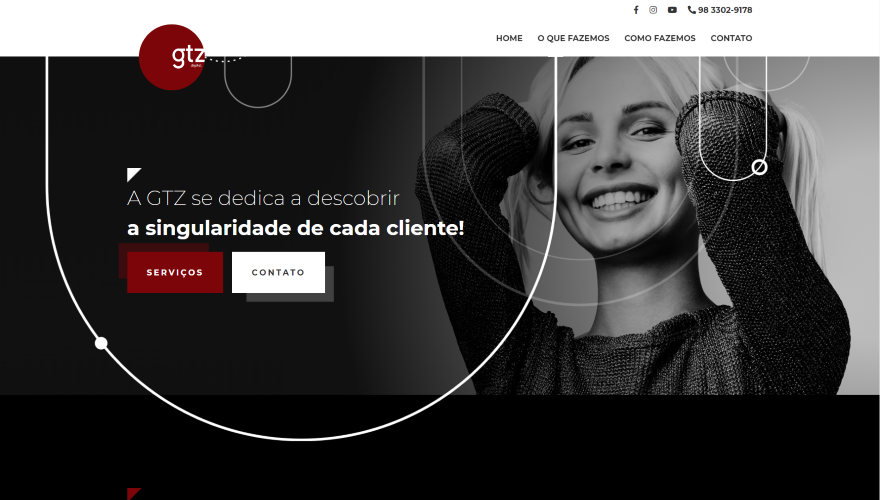 98 3302-9178
HOME O QUE FAZEMOS COMO FAZEMOS CONTATO
gtz
digital
A GTZ se dedica a descobrir
a singularidade de cada cliente!
SERVIÇOS CONTATO